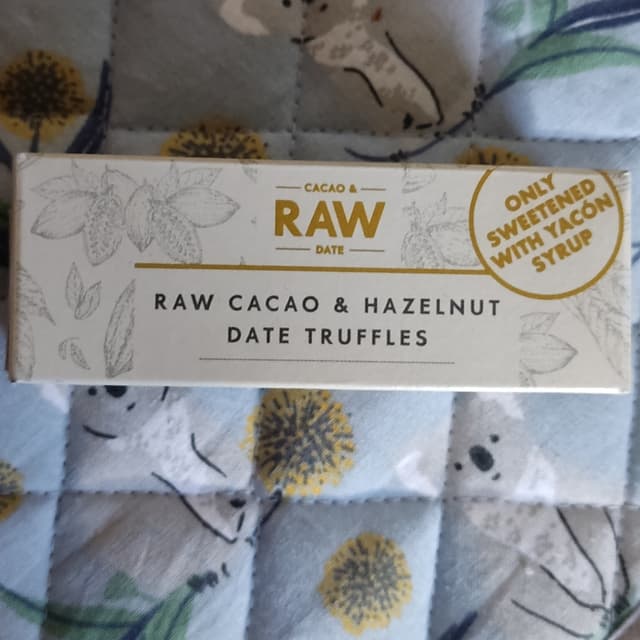 CACAO &
RAW
DATE
ONLY
SWEETENED
WITH YACÓN
SYRUP
RAW CACAO & HAZELNUT
DATE TRUFFLES